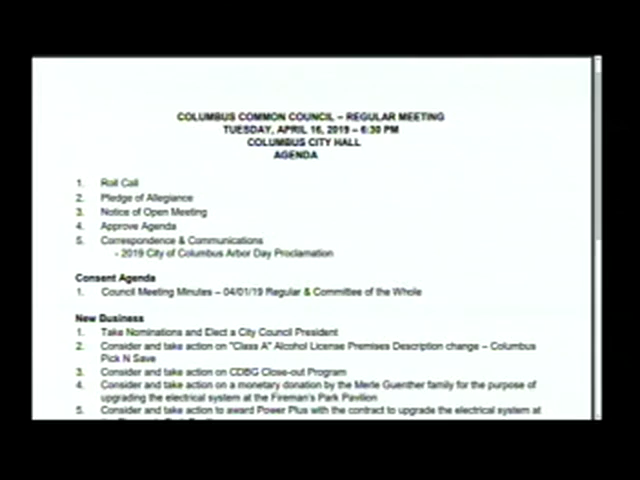 COLUMBUS COMMON COUNCIL – REGULAR MEETING
TUESDAY, APRIL 16, 2019 – 6:30 PM
COLUMBUS CITY HALL
AGENDA
1. Roll Call
2. Pledge of Allegiance
3. Notice of Open Meeting
4. Approve Agenda
5. Correspondence & Communications
- 2019 City of Columbus Arbor Day Proclamation
Consent Agenda
1. Council Meeting Minutes – 04/01/19 Regular & Committee of the Whole
New Business
1. Take Nominations and Elect a City Council President
2. Consider and take action on "Class A" Alcohol License Premises Description change – Columbus
Pick N Save
3. Consider and take action on CDBG Close-out Program
4. Consider and take action on a monetary donation by the Merle Guenther family for the purpose of
upgrading the electrical system at the Fireman's Park Pavilion
5. Consider and take action to award Power Plus with the contract to upgrade the electrical system at